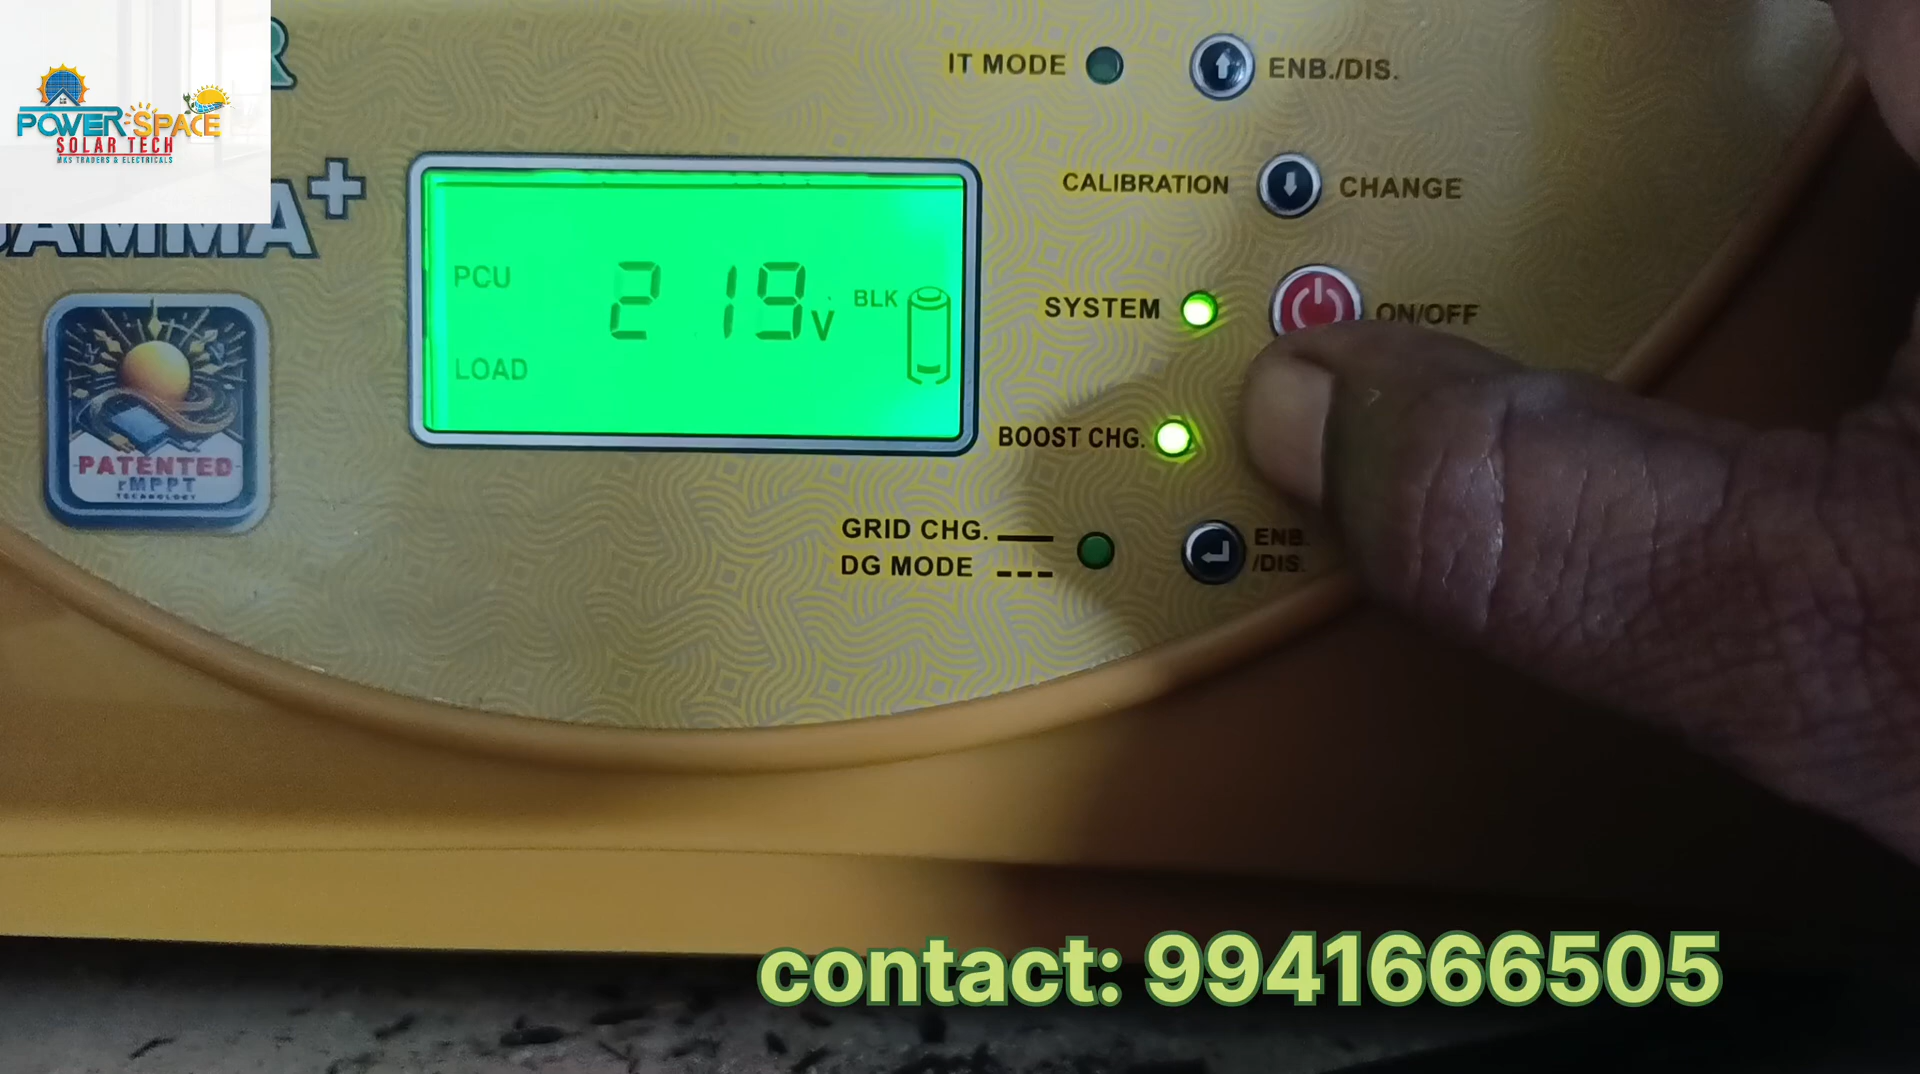 POWER SPACE
SOLAR TECH
MKS TRADERS & ELECTRICALS
R
GAMMA+
PATENTED
rMPPT
TECHNOLOGY
PCU
219V
BLK
LOAD
IT MODE
ENB./DIS.
CALIBRATION
CHANGE
SYSTEM
ON/OFF
BOOST CHG.
GRID CHG.
DG MODE
ENB.
/DIS.
contact: 9941666505